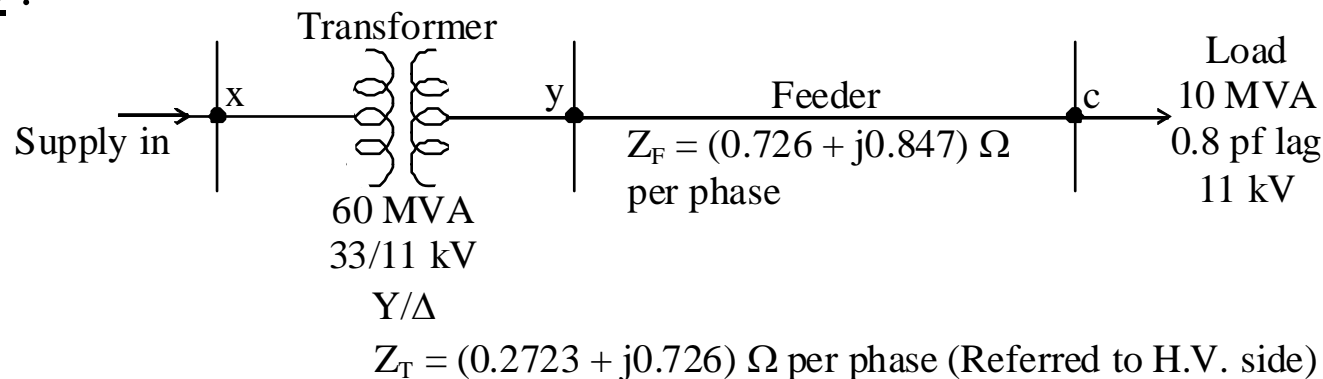 Transformer
Load
x
y
Feeder
c
10 MVA
Supply in
Z_F = (0.726 + j0.847) Ω
0.8 pf lag
per phase
11 kV
60 MVA
33/11 kV
Y/Δ
Z_T = (0.2723 + j0.726) Ω per phase (Referred to H.V. side)